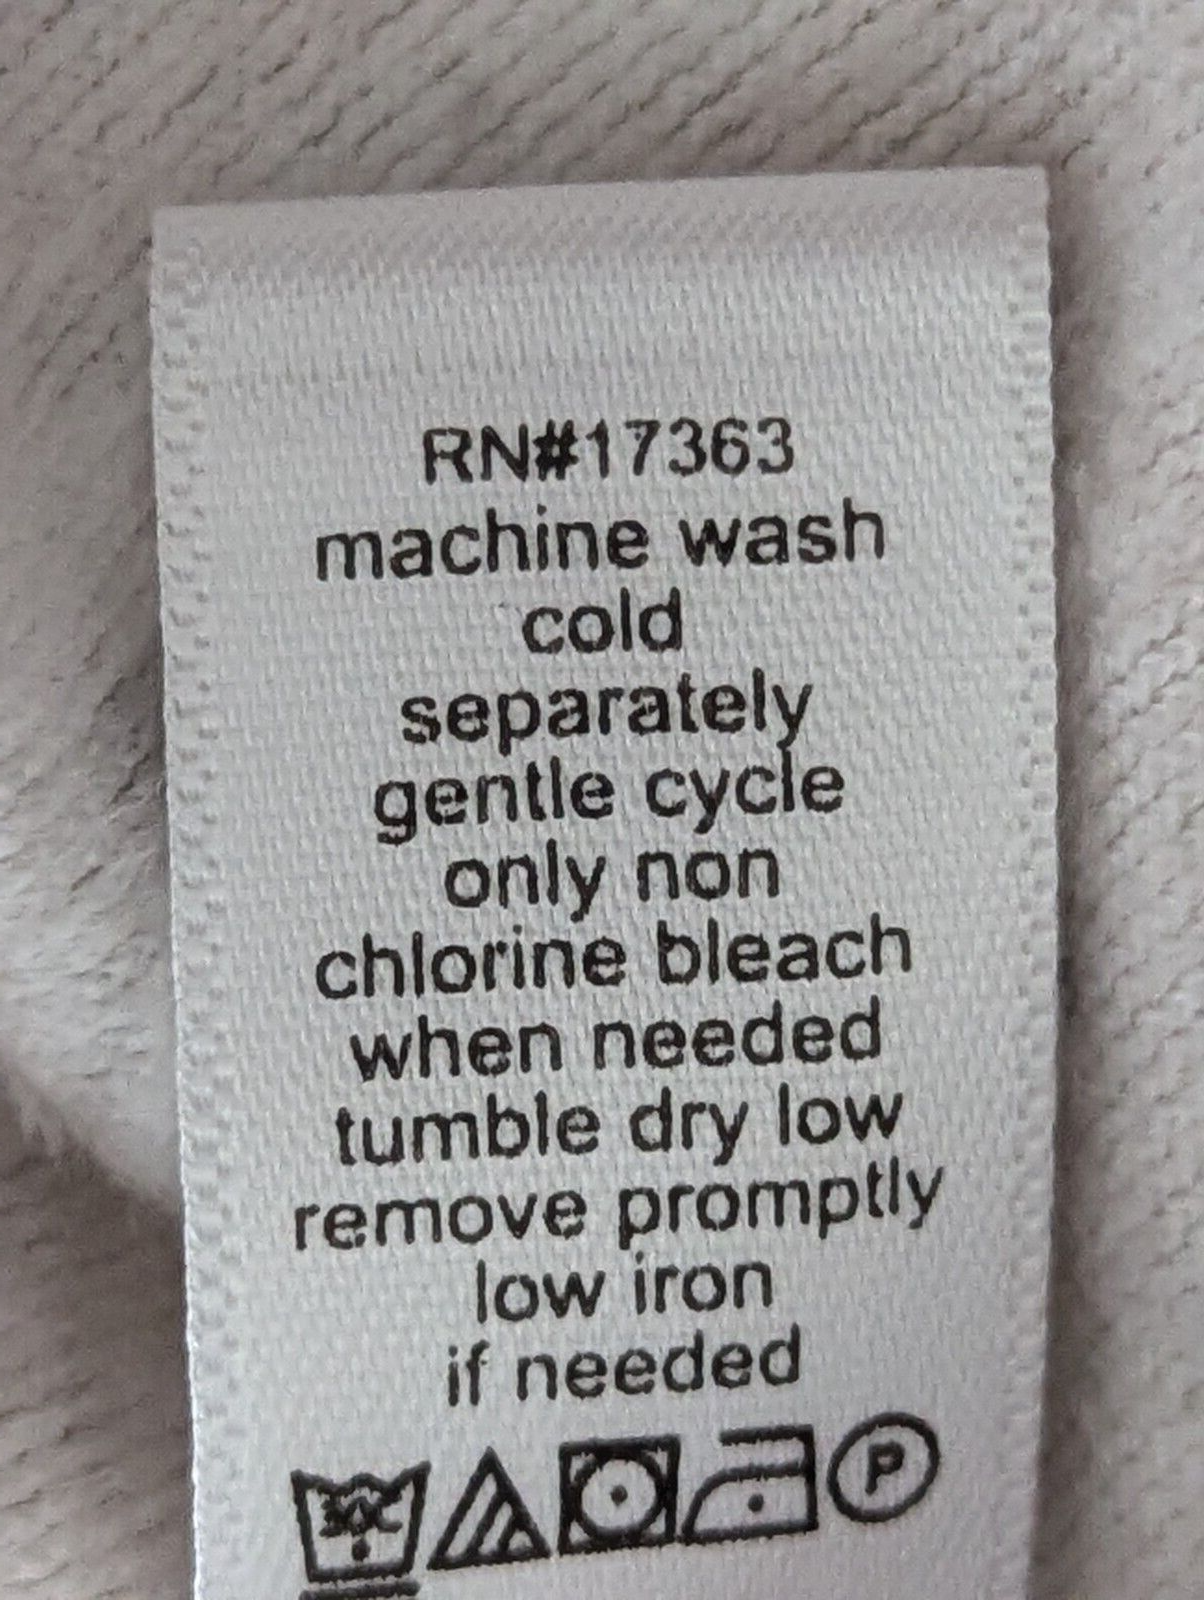 RN#17363
machine wash
cold
separately
gentle cycle
only non
chlorine bleach
when needed
tumble dry low
remove promptly
low iron
if needed
P